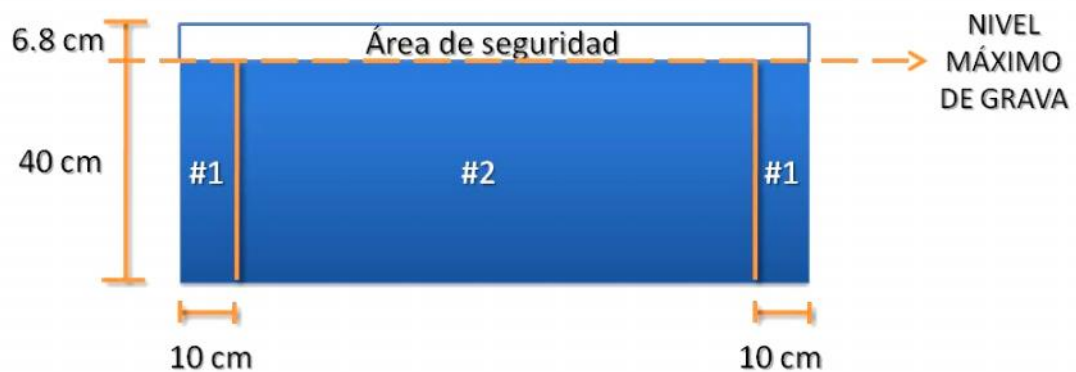 6.8 cm
Área de seguridad
NIVEL
MÁXIMO
DE GRAVA
40 cm
#1
#2
#1
10 cm
10 cm